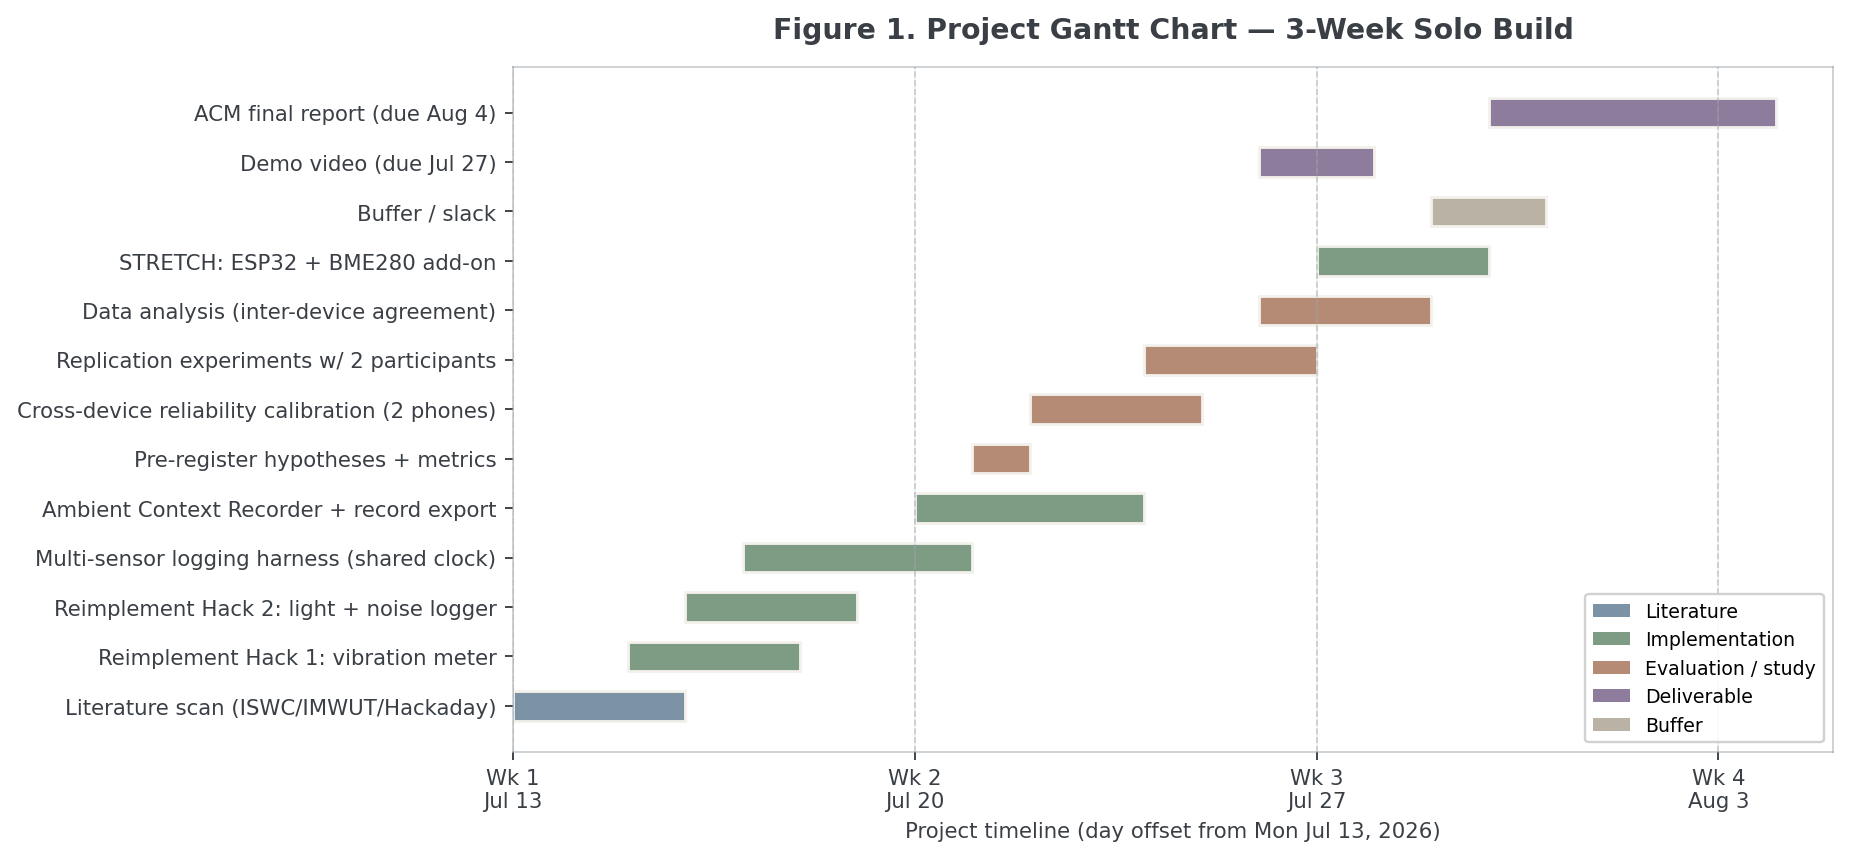 Figure 1. Project Gantt Chart — 3-Week Solo Build
ACM final report (due Aug 4)
Demo video (due Jul 27)
Buffer / slack
STRETCH: ESP32 + BME280 add-on
Data analysis (inter-device agreement)
Replication experiments w/ 2 participants
Cross-device reliability calibration (2 phones)
Pre-register hypotheses + metrics
Ambient Context Recorder + record export
Multi-sensor logging harness (shared clock)
Reimplement Hack 2: light + noise logger
Reimplement Hack 1: vibration meter
Literature scan (ISWC/IMWUT/Hackaday)
Literature
Implementation
Evaluation / study
Deliverable
Buffer
Wk 1
Jul 13
Wk 2
Jul 20
Wk 3
Jul 27
Wk 4
Aug 3
Project timeline (day offset from Mon Jul 13, 2026)